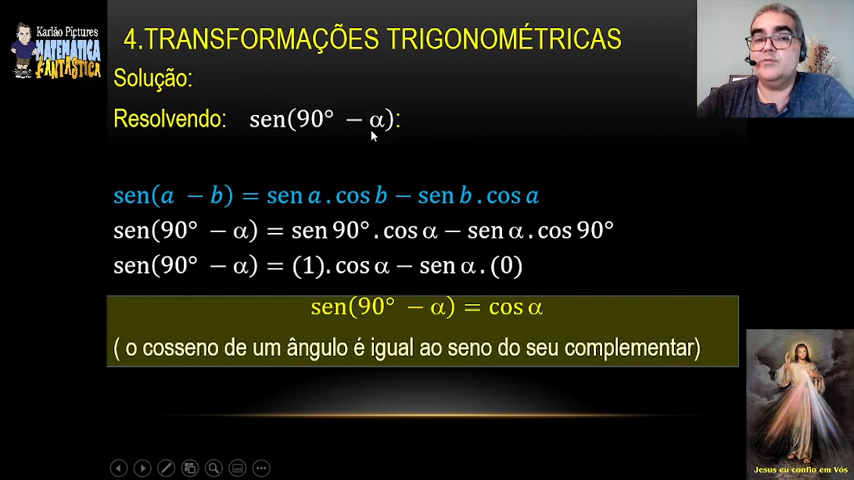 Karlão Pictures
MATEMÁTICA
FANTÁSTICA
4.TRANSFORMAÇÕES TRIGONOMÉTRICAS
Solução:
Resolvendo: sen(90° − α):
sen(a − b) = sen a . cos b − sen b . cos a
sen(90° − α) = sen 90°. cos α − sen α . cos 90°
sen(90° − α) = (1). cos α − sen α . (0)
sen(90° − α) = cos α
( o cosseno de um ângulo é igual ao seno do seu complementar)
Jesus eu confio em Vós